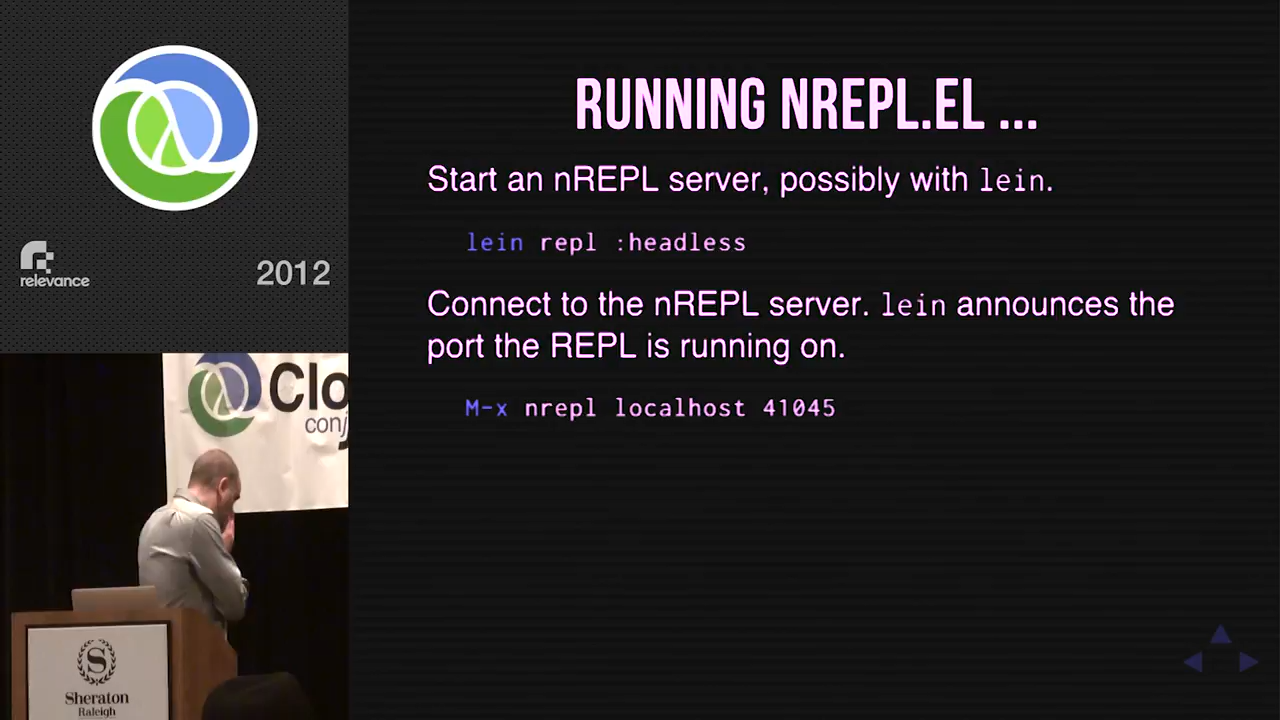 RUNNING NREPL.EL ...
Start an nREPL server, possibly with lein.
lein repl :headless
Connect to the nREPL server. lein announces the
port the REPL is running on.
M-x nrepl localhost 41045
relevance
2012
Clo
conj
S
Sheraton
Raleigh